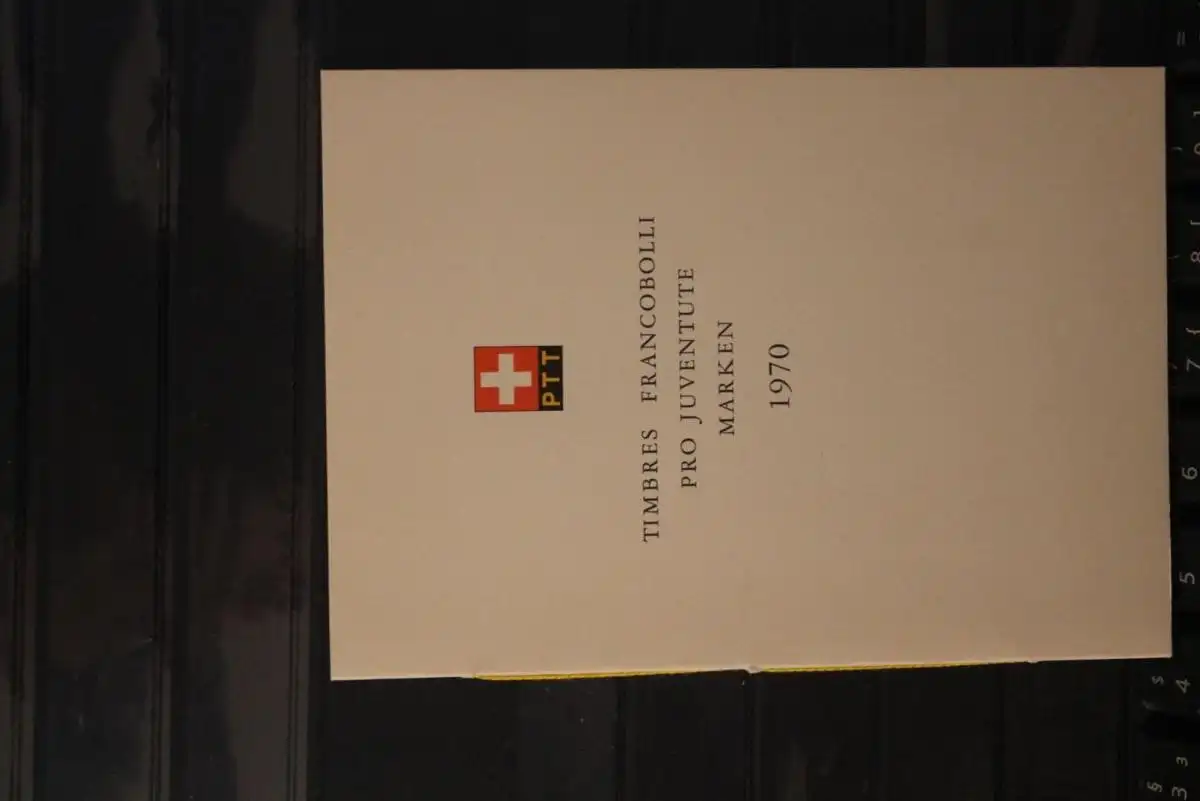 PTT
TIMBRES FRANCOBOLLI
PRO JUVENTUTE
MARKEN
1970